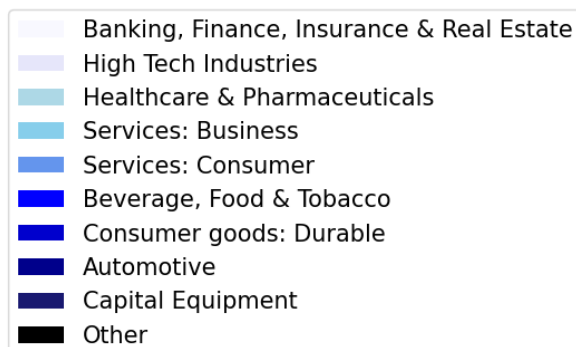 Banking, Finance, Insurance & Real Estate
High Tech Industries
Healthcare & Pharmaceuticals
Services: Business
Services: Consumer
Beverage, Food & Tobacco
Consumer goods: Durable
Automotive
Capital Equipment
Other